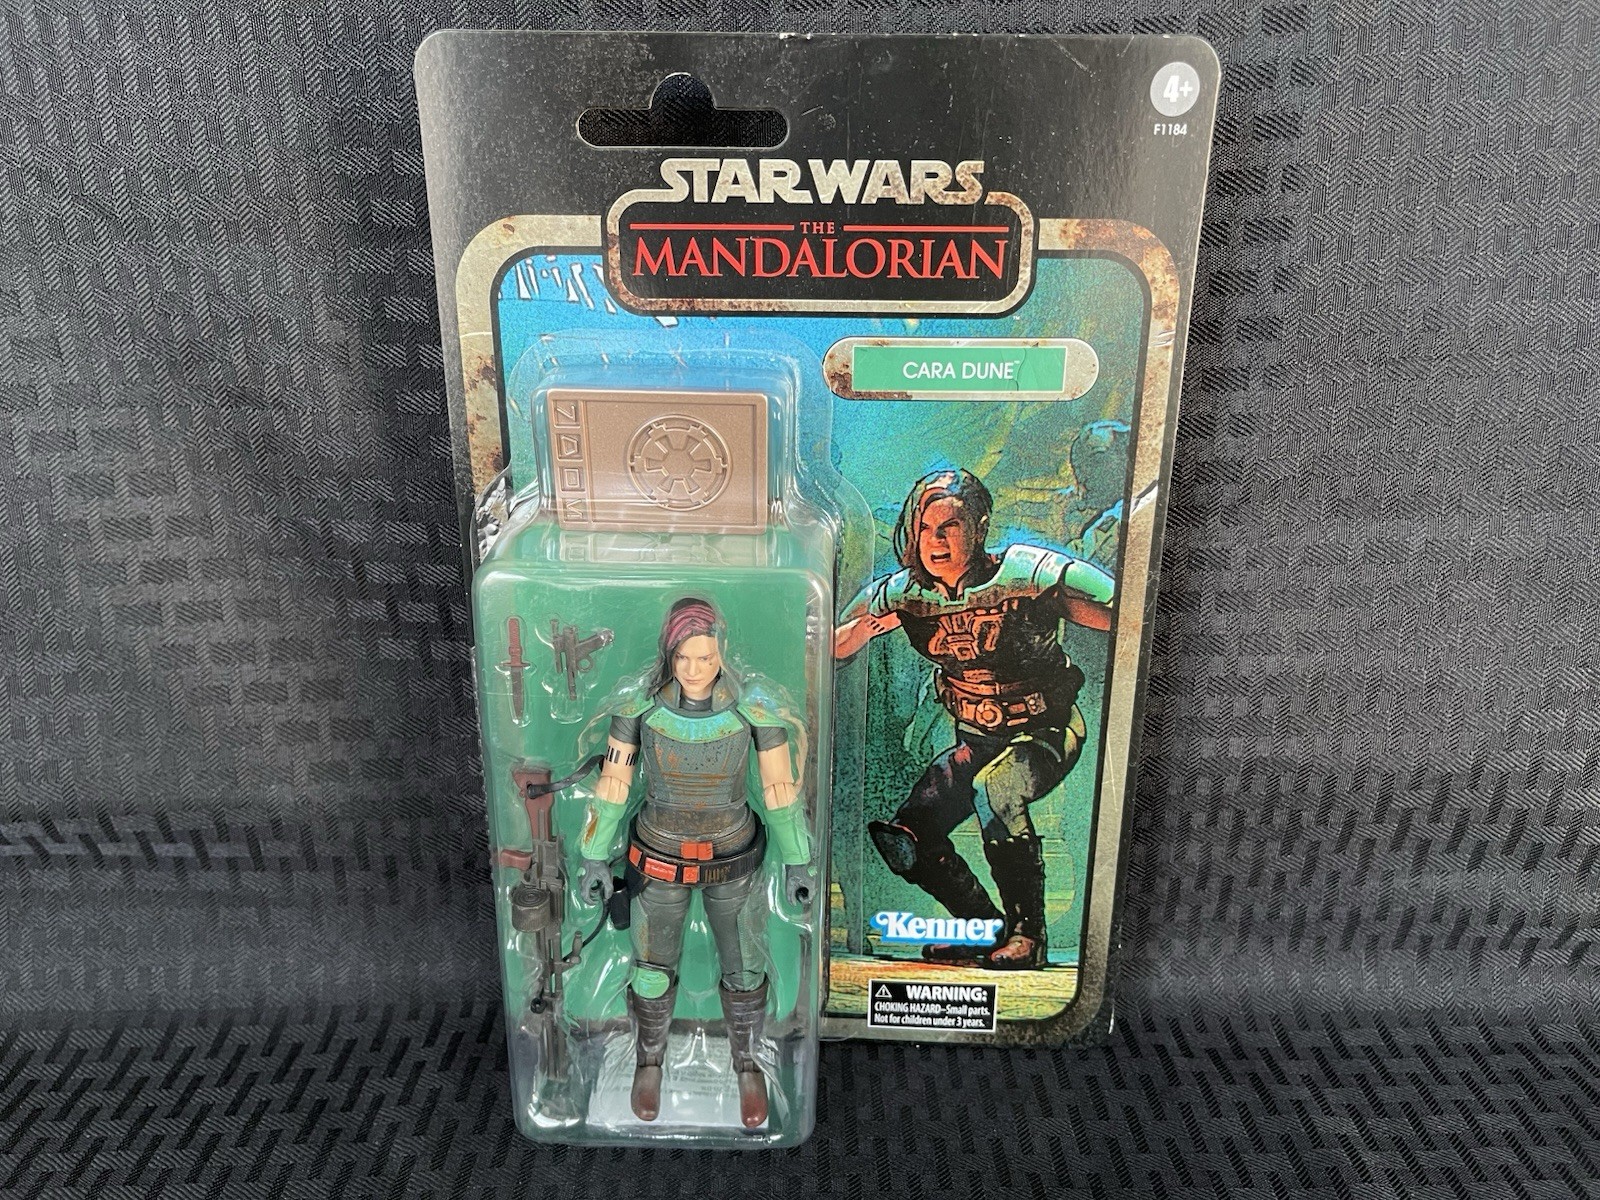 4+
F1184
STAR WARS
THE
MANDALORIAN
CARA DUNE™
Kenner
WARNING:
CHOKING HAZARD–Small parts.
Not for children under 3 years.